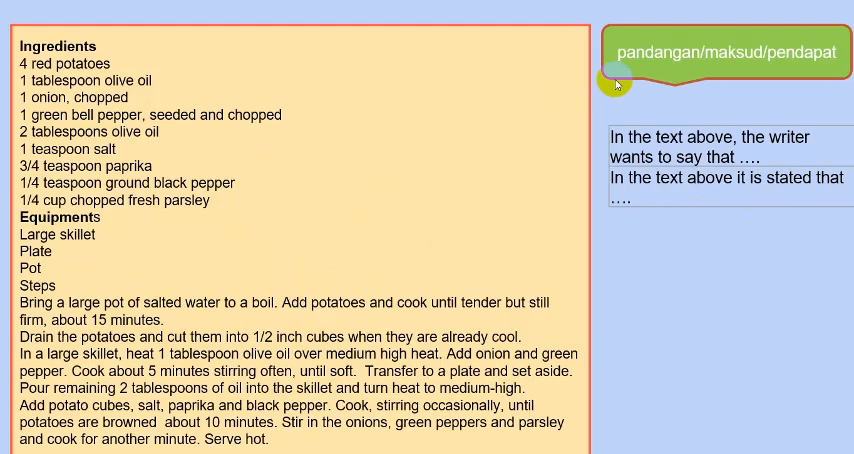 Ingredients
4 red potatoes
1 tablespoon olive oil
1 onion, chopped
1 green bell pepper, seeded and chopped
2 tablespoons olive oil
1 teaspoon salt
3/4 teaspoon paprika
1/4 teaspoon ground black pepper
1/4 cup chopped fresh parsley
Equipments
Large skillet
Plate
Pot
Steps
Bring a large pot of salted water to a boil. Add potatoes and cook until tender but still
firm, about 15 minutes.
Drain the potatoes and cut them into 1/2 inch cubes when they are already cool.
In a large skillet, heat 1 tablespoon olive oil over medium high heat. Add onion and green
pepper. Cook about 5 minutes stirring often, until soft.  Transfer to a plate and set aside.
Pour remaining 2 tablespoons of oil into the skillet and turn heat to medium-high.
Add potato cubes, salt, paprika and black pepper. Cook, stirring occasionally, until
potatoes are browned  about 10 minutes. Stir in the onions, green peppers and parsley
and cook for another minute. Serve hot.
pandangan/maksud/pendapat
In the text above, the writer
wants to say that ….
In the text above it is stated that
….